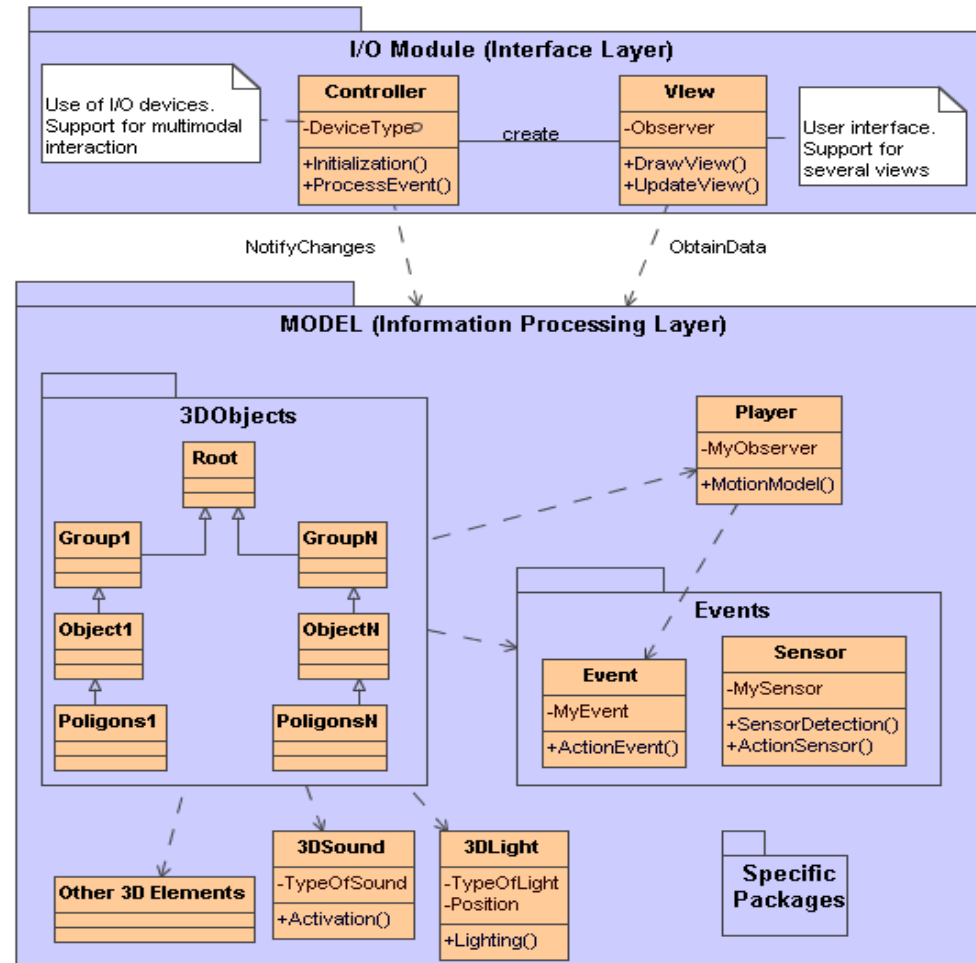 I/O Module (Interface Layer)
Use of I/O devices.
Support for multimodal
interaction
Controller
-DeviceType
+Initialization()
+ProcessEvent()
create
VIew
-Observer
+DrawView()
+UpdateView()
User interface.
Support for
several views
NotifyChanges
ObtainData
MODEL (Information Processing Layer)
3DObjects
Root
Group1
GroupN
Object1
ObjectN
Poligons1
PoligonsN
Player
-MyObserver
+MotionModel()
Events
Event
-MyEvent
+ActionEvent()
Sensor
-MySensor
+SensorDetection()
+ActionSensor()
Other 3D Elements
3DSound
-TypeOfSound
+Activation()
3DLight
-TypeOfLight
-Position
+Lighting()
Specific
Packages